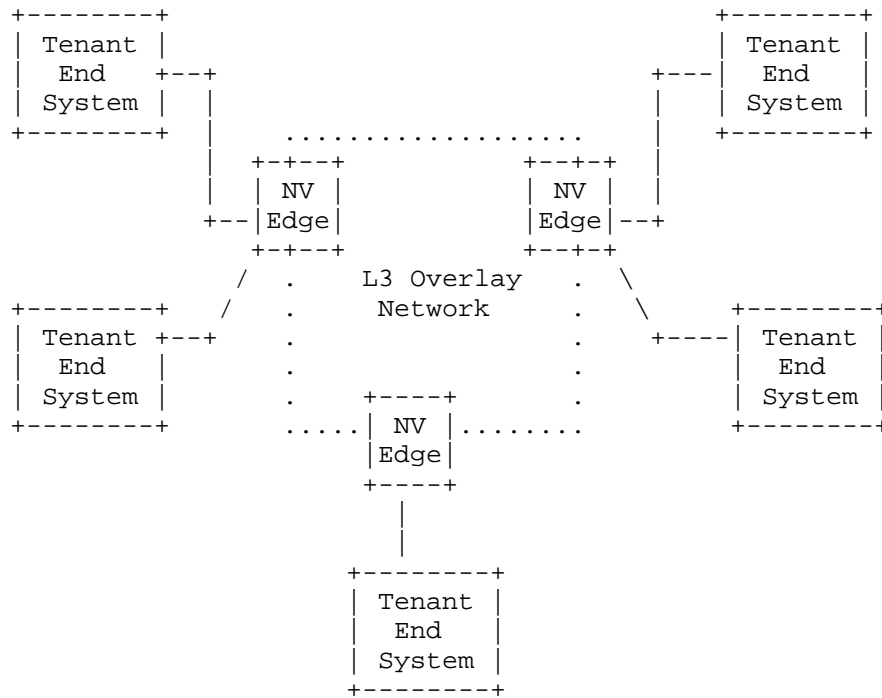 Tenant
End
System
Tenant
End
System
NV
Edge
NV
Edge
L3 Overlay
Network
Tenant
End
System
Tenant
End
System
NV
Edge
Tenant
End
System